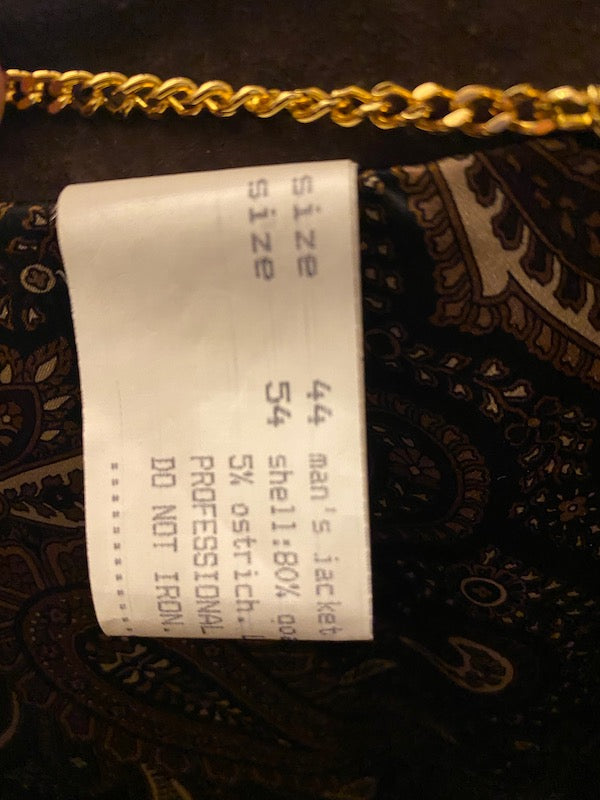 size 44 man's jacket
size 54 shell:80%
5% ostrich.
PROFESSIONAL
DO NOT IRON.